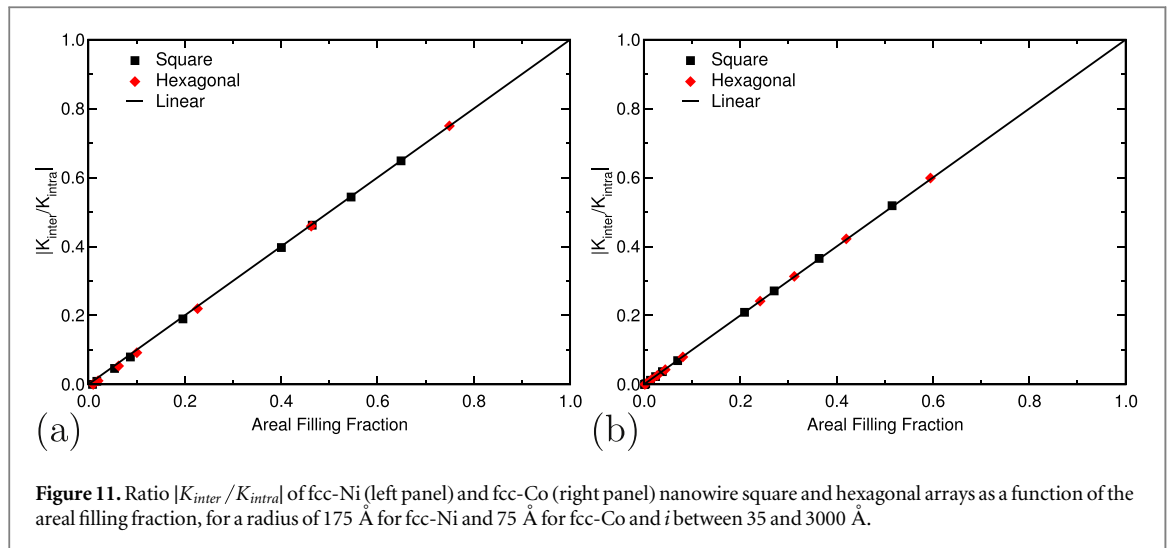 1.0
0.8
0.6
0.4
0.2
0.0
|K_inter/K_intra|
Square
Hexagonal
Linear
0.0 0.2 0.4 0.6 0.8 1.0
Areal Filling Fraction
(a)
1.0
0.8
0.6
0.4
0.2
0.0
|K_inter/K_intra|
Square
Hexagonal
Linear
0.0 0.2 0.4 0.6 0.8 1.0
Areal Filling Fraction
(b)
Figure 11. Ratio |K_inter/K_intra| of fcc-Ni (left panel) and fcc-Co (right panel) nanowire square and hexagonal arrays as a function of the
areal filling fraction, for a radius of 175 Å for fcc-Ni and 75 Å for fcc-Co and i between 35 and 3000 Å.